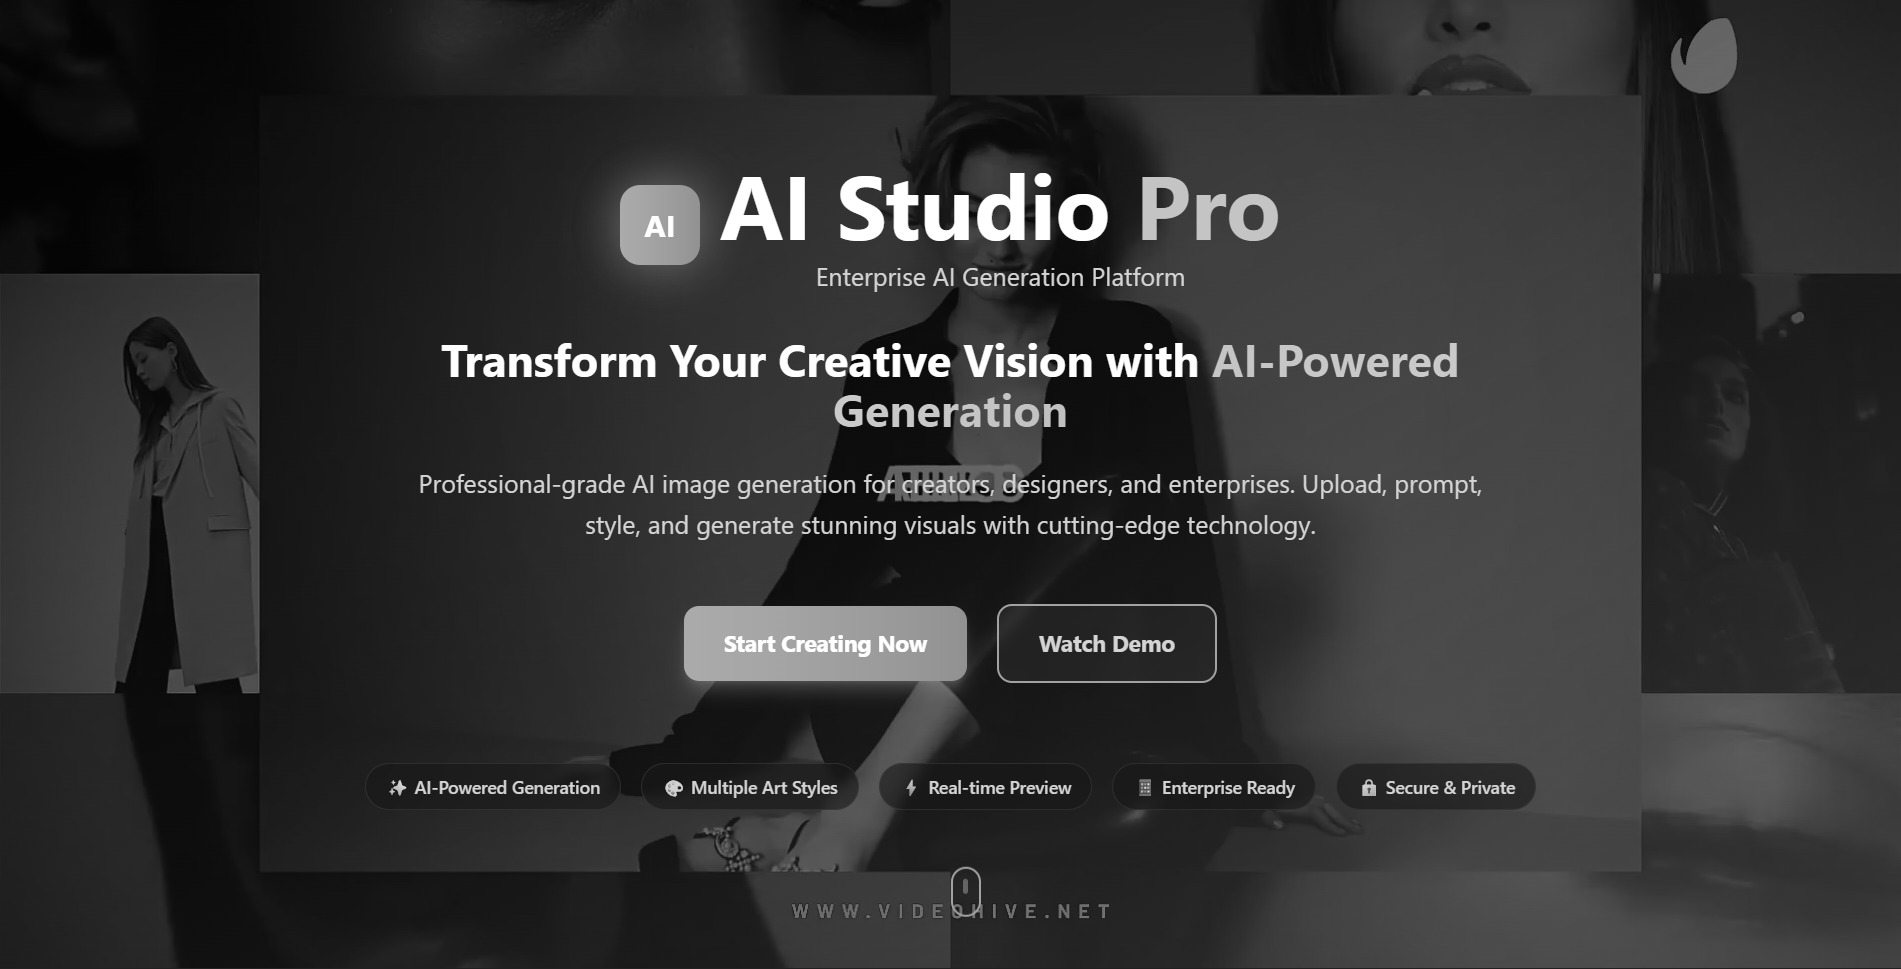 AI
AI Studio Pro
Enterprise AI Generation Platform
Transform Your Creative Vision with AI-Powered
Generation
Professional-grade AI image generation for creators, designers, and enterprises. Upload, prompt,
style, and generate stunning visuals with cutting-edge technology.
Start Creating Now
Watch Demo
AI-Powered Generation
Multiple Art Styles
Real-time Preview
Enterprise Ready
Secure & Private
WWW.VIDEOHIVE.NET